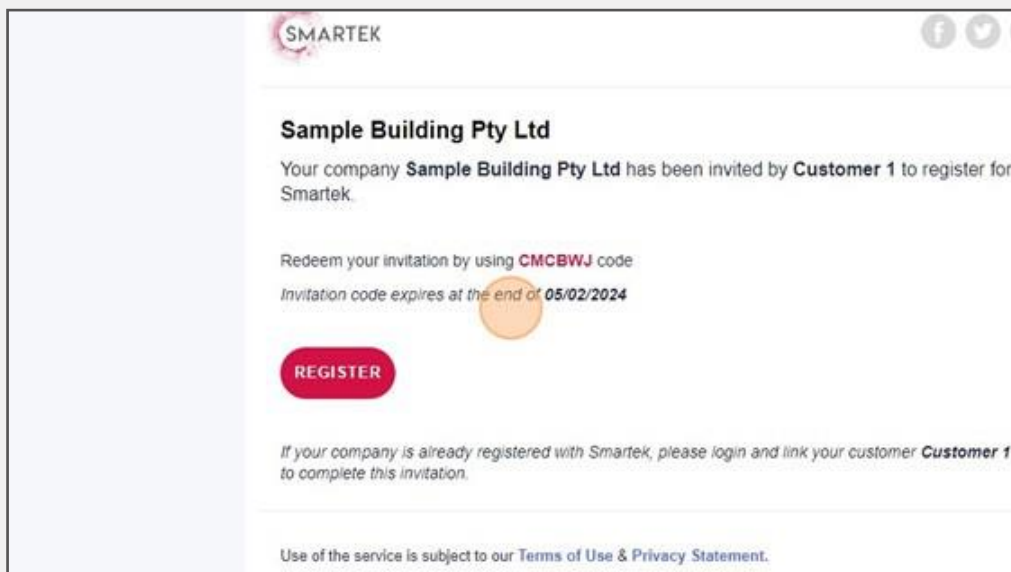 SMARTEK
Sample Building Pty Ltd
Your company Sample Building Pty Ltd has been invited by Customer 1 to register for
Smartek.
Redeem your invitation by using CMCBWJ code
Invitation code expires at the end of 05/02/2024
REGISTER
If your company is already registered with Smartek, please login and link your customer Customer 1
to complete this invitation.
Use of the service is subject to our Terms of Use & Privacy Statement.